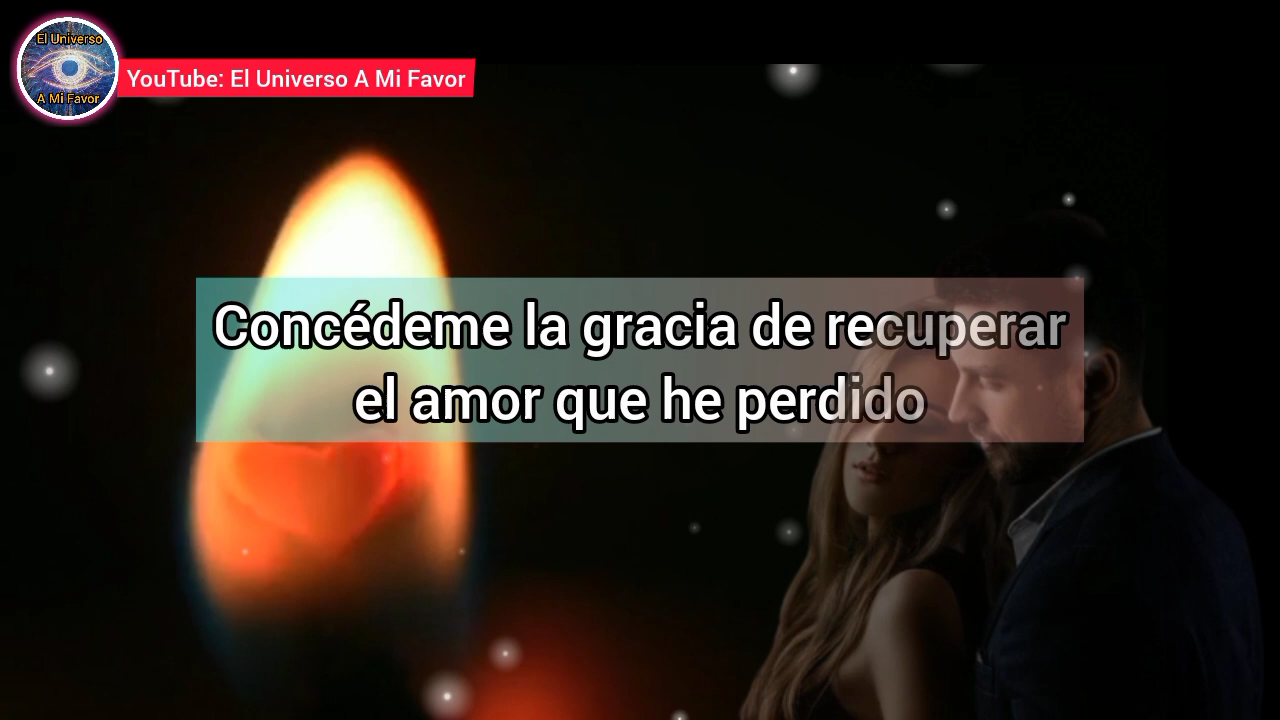 El Universo
A Mi Favor
YouTube: El Universo A Mi Favor
Concédeme la gracia de recuperar
el amor que he perdido